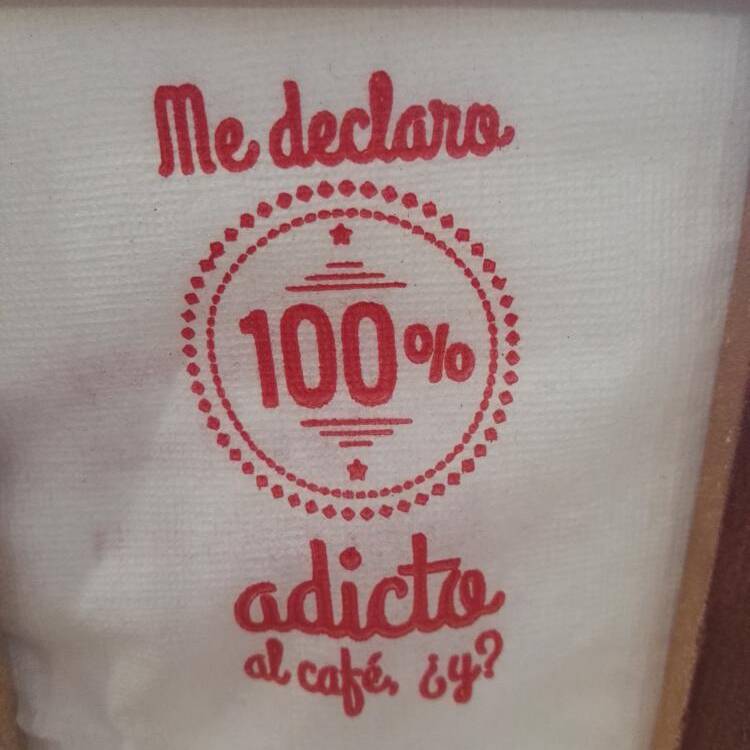 Me declaro
100%
adicto
al café, ¿y?